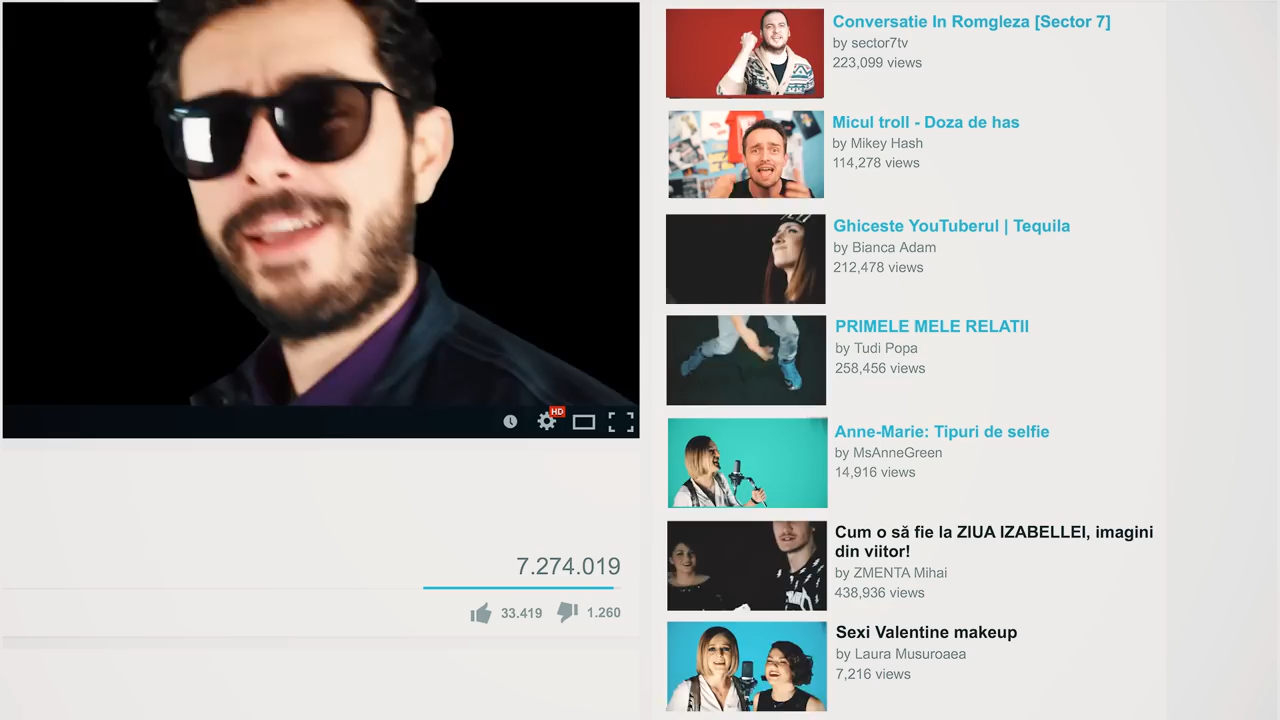 HD
7.274.019
33.419 1.260
Conversatie In Romgleza [Sector 7]
by sector7tv
223,099 views
Micul troll - Doza de has
by Mikey Hash
114,278 views
Ghiceste YouTuberul | Tequila
by Bianca Adam
212,478 views
PRIMELE MELE RELATII
by Tudi Popa
258,456 views
Anne-Marie: Tipuri de selfie
by MsAnneGreen
14,916 views
Cum o să fie la ZIUA IZABELLEI, imagini
din viitor!
by ZMENTA Mihai
438,936 views
Sexi Valentine makeup
by Laura Musuroaea
7,216 views